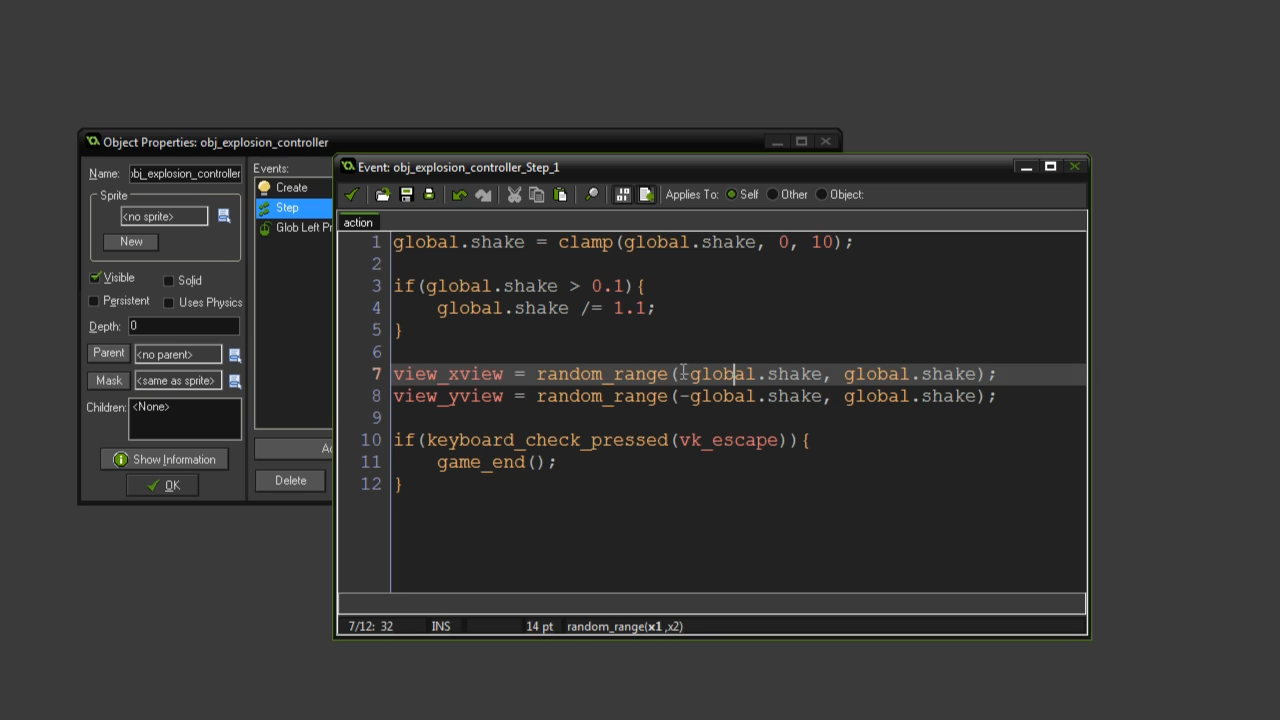 Object Properties: obj_explosion_controller
Name: obj_explosion_controller
Sprite
<no sprite>
New
Visible
Solid
Persistent
Uses Physics
Depth: 0
Parent <no parent>
Mask <same as sprite>
Children: <None>
Show Information
OK
Events:
Create
Step
Glob Left Pr
Delete
Event: obj_explosion_controller_Step_1
Applies To: Self Other Object:
action
1 global.shake = clamp(global.shake, 0, 10);
2
3 if(global.shake > 0.1){
4 global.shake /= 1.1;
5 }
6
7 view_xview = random_range(-global.shake, global.shake);
8 view_yview = random_range(-global.shake, global.shake);
9
10 if(keyboard_check_pressed(vk_escape)){
11 game_end();
12 }
7/12: 32 INS 14 pt random_range(x1 ,x2)